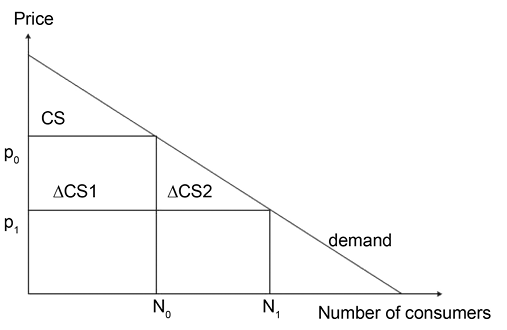 Price
CS
p0
ΔCS1
ΔCS2
p1
demand
N0
N1
Number of consumers